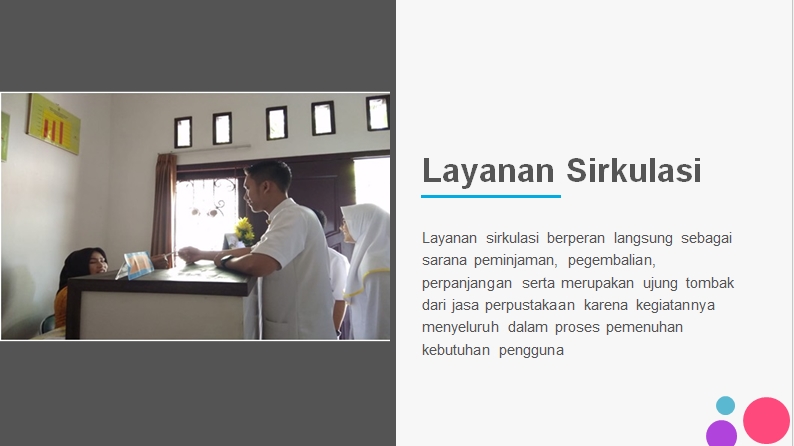 Layanan Sirkulasi
Layanan sirkulasi berperan langsung sebagai
sarana peminjaman, pegembalian,
perpanjangan serta merupakan ujung tombak
dari jasa perpustakaan karena kegiatannya
menyeluruh dalam proses pemenuhan
kebutuhan pengguna